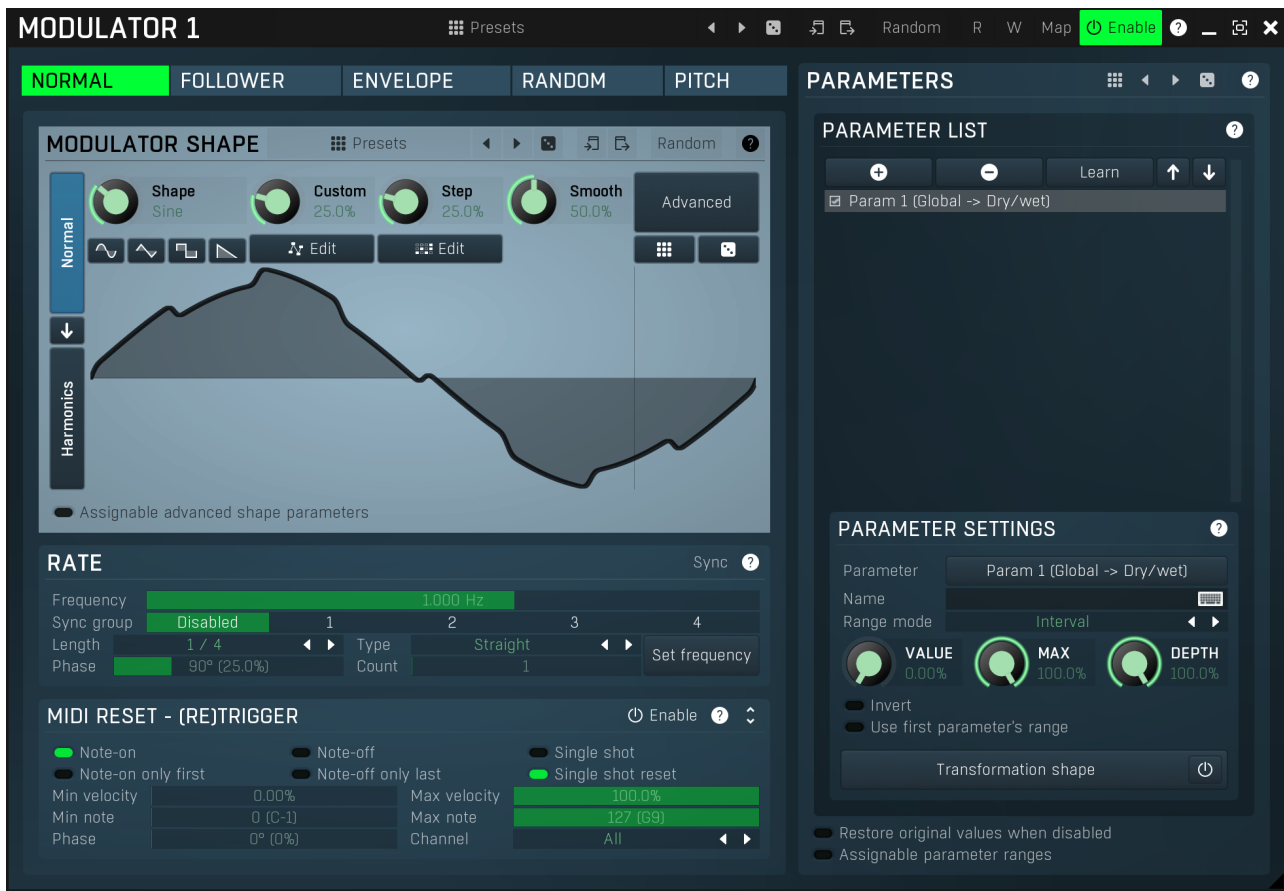 MODULATOR 1 Presets Random R W Map Enable ?
NORMAL FOLLOWER ENVELOPE RANDOM PITCH
MODULATOR SHAPE Presets Random ?
Normal
Harmonics
Shape Custom Step Smooth
Sine 25.0% 25.0% 50.0%
Advanced
Edit Edit
Assignable advanced shape parameters
RATE Sync ?
Frequency 1.000 Hz
Sync group Disabled 1 2 3 4
Length 1 / 4 Type Straight
Phase 90° (25.0%) Count 1
Set frequency
MIDI RESET - (RE)TRIGGER Enable ?
Note-on Note-off Single shot
Note-on only first Note-off only last Single shot reset
Min velocity 0.00% Max velocity 100.0%
Min note 0 (C-1) Max note 127 (G9)
Phase 0° (0%) Channel All
PARAMETERS ?
PARAMETER LIST ?
Learn
Param 1 (Global -> Dry/wet)
PARAMETER SETTINGS ?
Parameter Param 1 (Global -> Dry/wet)
Name
Range mode Interval
VALUE MAX DEPTH
0.00% 100.0% 100.0%
Invert
Use first parameter's range
Transformation shape
Restore original values when disabled
Assignable parameter ranges